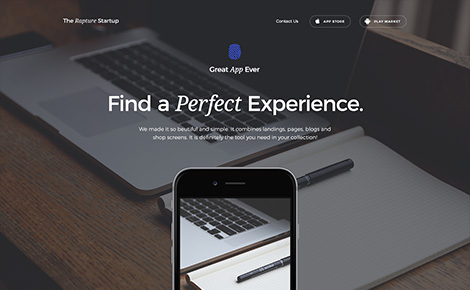 The Rapture Startup
Contact Us
APP STORE
PLAY MARKET
Great App Ever
Find a Perfect Experience.
We made it so beutiful and simple. It combines landings, pages, blogs and
shop screens. It is definitely the tool you need in your collection!